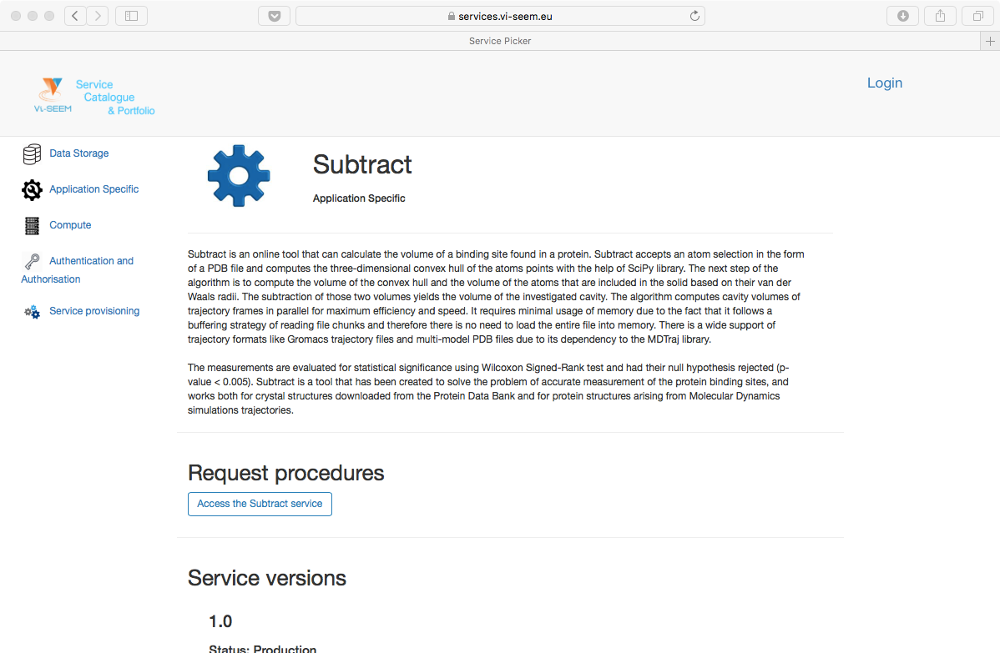 services.vi-seem.eu
Service Picker
Service
Catalogue
& Portfolio
VI-SEEM
Login
Data Storage
Application Specific
Compute
Authentication and
Authorisation
Service provisioning
Subtract
Application Specific
Subtract is an online tool that can calculate the volume of a binding site found in a protein. Subtract accepts an atom selection in the form
of a PDB file and computes the three-dimensional convex hull of the atoms points with the help of SciPy library. The next step of the
algorithm is to compute the volume of the convex hull and the volume of the atoms that are included in the solid based on their van der
Waals radii. The subtraction of those two volumes yields the volume of the investigated cavity. The algorithm computes cavity volumes of
trajectory frames in parallel for maximum efficiency and speed. It requires minimal usage of memory due to the fact that it follows a
buffering strategy of reading file chunks and therefore there is no need to load the entire file into memory. There is a wide support of
trajectory formats like Gromacs trajectory files and multi-model PDB files due to its dependency to the MDTraj library.
The measurements are evaluated for statistical significance using Wilcoxon Signed-Rank test and had their null hypothesis rejected (p-
value < 0.005). Subtract is a tool that has been created to solve the problem of accurate measurement of the protein binding sites, and
works both for crystal structures downloaded from the Protein Data Bank and for protein structures arising from Molecular Dynamics
simulations trajectories.
Request procedures
Access the Subtract service
Service versions
1.0
Status: Production